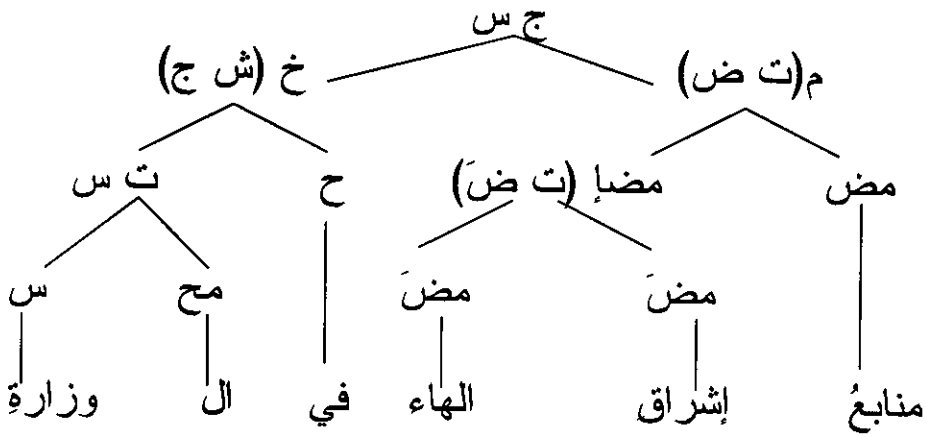 ج س
م(ت ض) خ (ش ج)
مض مضإ (ت ضَ) ح ت س
مضَ مضَ مح س
منابعُ إشراق الهاء في ال وزارةِ